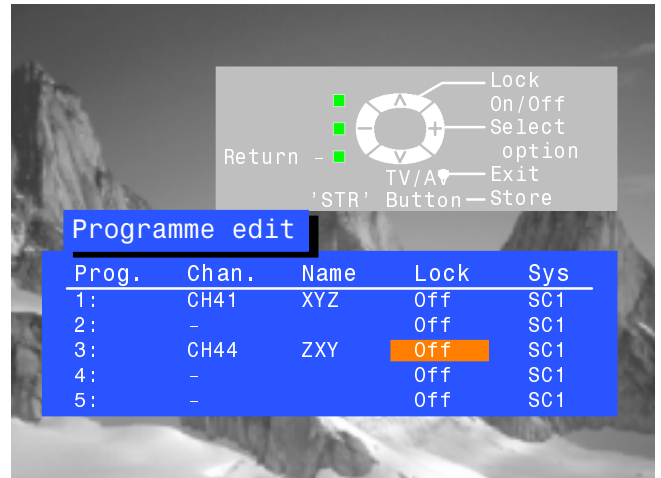 Lock
On/Off
Select
option
Return –
TV/AV
Exit
'STR' Button
Store
Programme edit
Prog. Chan. Name Lock Sys
1: CH41 XYZ Off SC1
2: – Off SC1
3: CH44 ZXY Off SC1
4: – Off SC1
5: – Off SC1